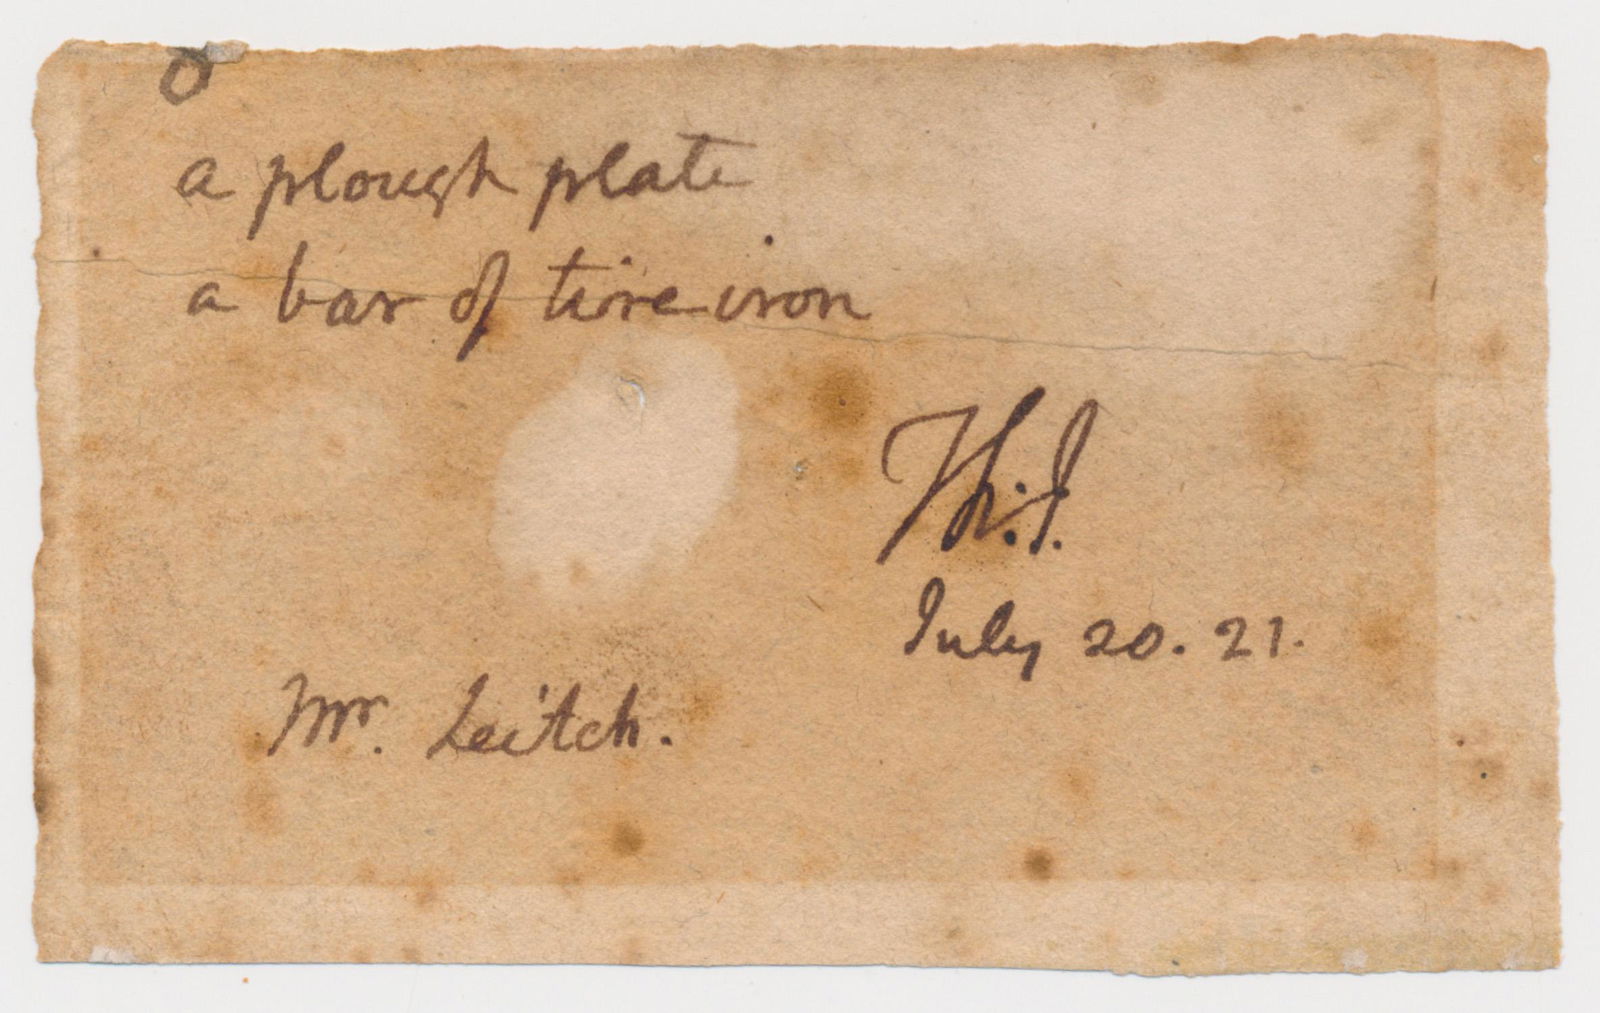 a plough plate
a bar of tire iron
Th:J.
July 20. 21.
Mr. Leitch.